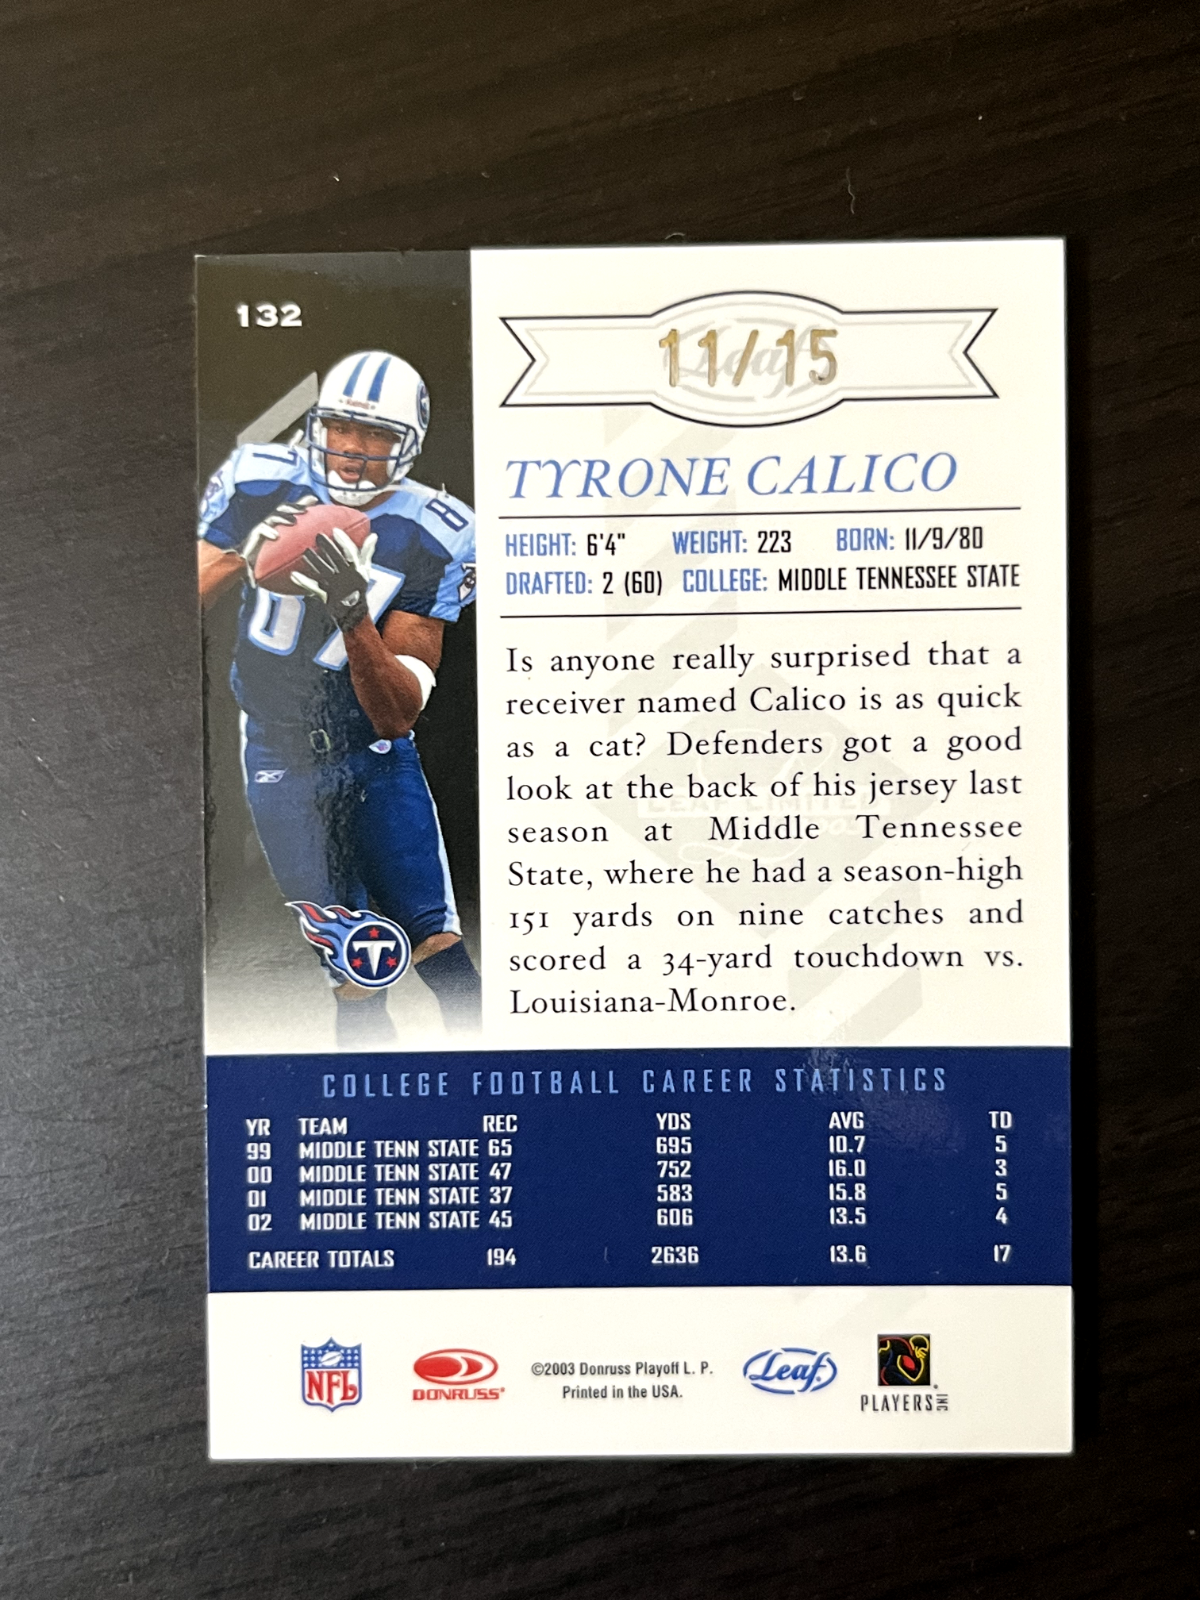 132
11/15
Leaf
TYRONE CALICO
HEIGHT: 6'4" WEIGHT: 223 BORN: 11/9/80
DRAFTED: 2 (60) COLLEGE: MIDDLE TENNESSEE STATE
Is anyone really surprised that a
receiver named Calico is as quick
as a cat? Defenders got a good
look at the back of his jersey last
season at Middle Tennessee
State, where he had a season-high
151 yards on nine catches and
scored a 34-yard touchdown vs.
Louisiana-Monroe.
LEAF LIMITED
87
87
T
COLLEGE FOOTBALL CAREER STATISTICS
YR TEAM REC YDS AVG TD
99 MIDDLE TENN STATE 65 695 10.7 5
00 MIDDLE TENN STATE 47 752 16.0 3
01 MIDDLE TENN STATE 37 583 15.8 5
02 MIDDLE TENN STATE 45 606 13.5 4
CAREER TOTALS 194 2636 13.6 17
NFL
DONRUSS
©2003 Donruss Playoff L. P.
Printed in the USA.
Leaf
PLAYERS INC